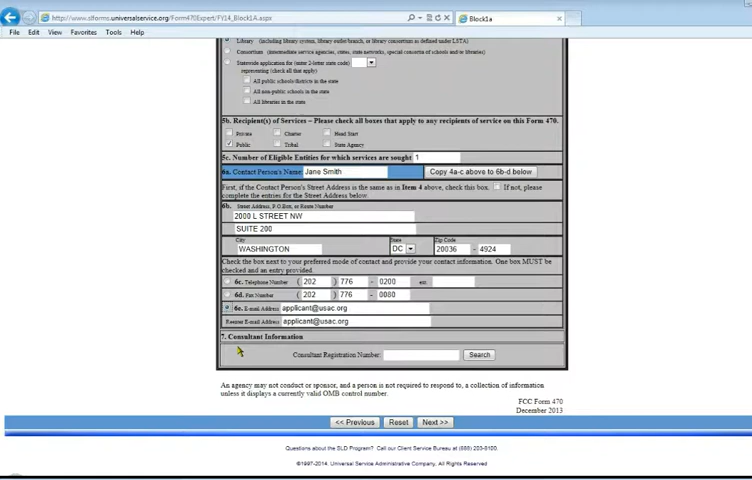 http://www.slforms.universalservice.org/Form470Expert/FY14_Block1A.aspx
Block1a
File Edit View Favorites Tools Help
Library (including library system, library outlet/branch, or library consortium as defined under LSTA)
Consortium (intermediate service agencies, states, state networks, special consortia of schools and/or libraries)
Statewide application for (enter 2-letter state code)
representing (check all that apply)
All public schools/districts in the state
All non-public schools in the state
All libraries in the state
5b. Recipient(s) of Services – Please check all boxes that apply to any recipients of service on this Form 470.
Private Charter Head Start
Public Tribal State Agency
5c. Number of Eligible Entities for which services are sought 1
6a. Contact Person's Name: Jane Smith Copy 4a-c above to 6b-d below
First, if the Contact Person's Street Address is the same as in Item 4 above, check this box. If not, please
complete the entries for the Street Address below.
6b. Street Address, P.O.Box, or Route Number
2000 L STREET NW
SUITE 200
City State Zip Code
WASHINGTON DC 20036 - 4924
Check the box next to your preferred mode of contact and provide your contact information. One box MUST be
checked and an entry provided.
6c. Telephone Number ( 202 ) 776 - 0200 ext
6d. Fax Number ( 202 ) 776 - 0080
6e. E-mail Address applicant@usac.org
Re-enter E-mail Address applicant@usac.org
7. Consultant Information
Consultant Registration Number: Search
An agency may not conduct or sponsor, and a person is not required to respond to, a collection of information
unless it displays a currently valid OMB control number.
FCC Form 470
December 2013
<< Previous Reset Next >>
Questions about the SLD Program? Call our Client Service Bureau at (888) 203-8100.
©1997-2014, Universal Service Administrative Company, All Rights Reserved